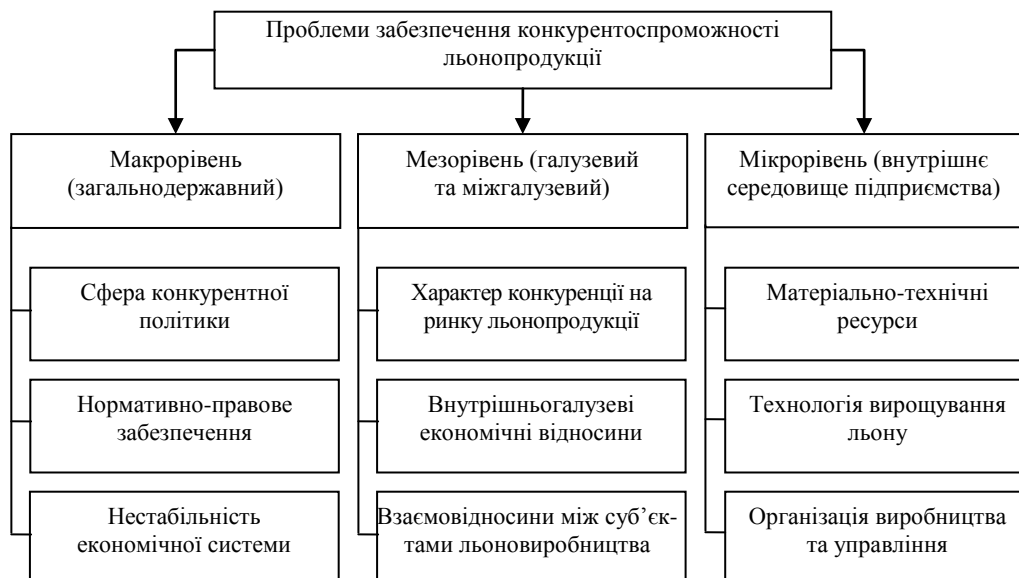 Проблеми забезпечення конкурентоспроможності
льонопродукції
Макрорівень
(загальнодержавний)
Мезорівень (галузевий
та міжгалузевий)
Мікрорівень (внутрішнє
середовище підприємства)
Сфера конкурентної
політики
Характер конкуренції на
ринку льонопродукції
Матеріально-технічні
ресурси
Нормативно-правове
забезпечення
Внутрішньогалузеві
економічні відносини
Технологія вирощування
льону
Нестабільність
економічної системи
Взаємовідносини між суб’єк-
тами льоновиробництва
Організація виробництва
та управління